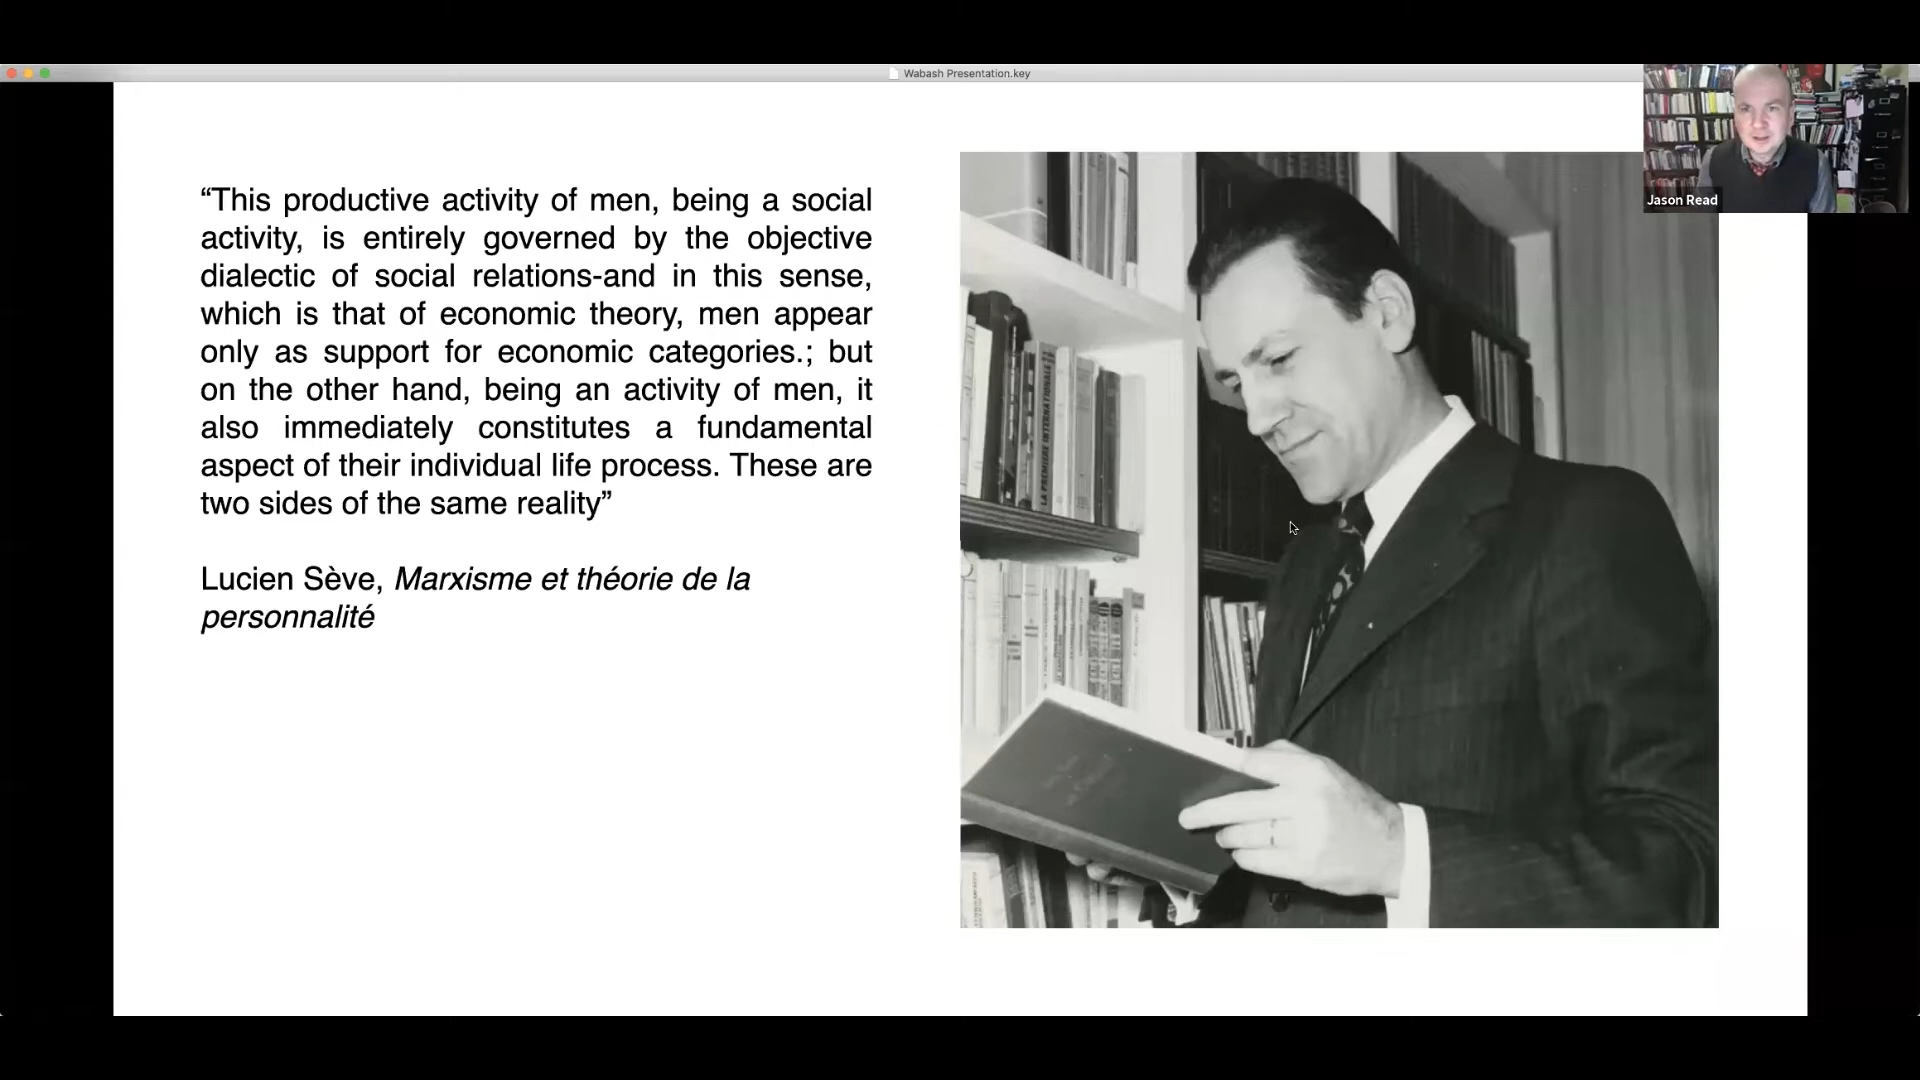 Wabash Presentation.key
Jason Read
“This productive activity of men, being a social
activity, is entirely governed by the objective
dialectic of social relations-and in this sense,
which is that of economic theory, men appear
only as support for economic categories.; but
on the other hand, being an activity of men, it
also immediately constitutes a fundamental
aspect of their individual life process. These are
two sides of the same reality”
Lucien Sève, Marxisme et théorie de la
personnalité
LA PREMIÈRE INTERNATIONALE